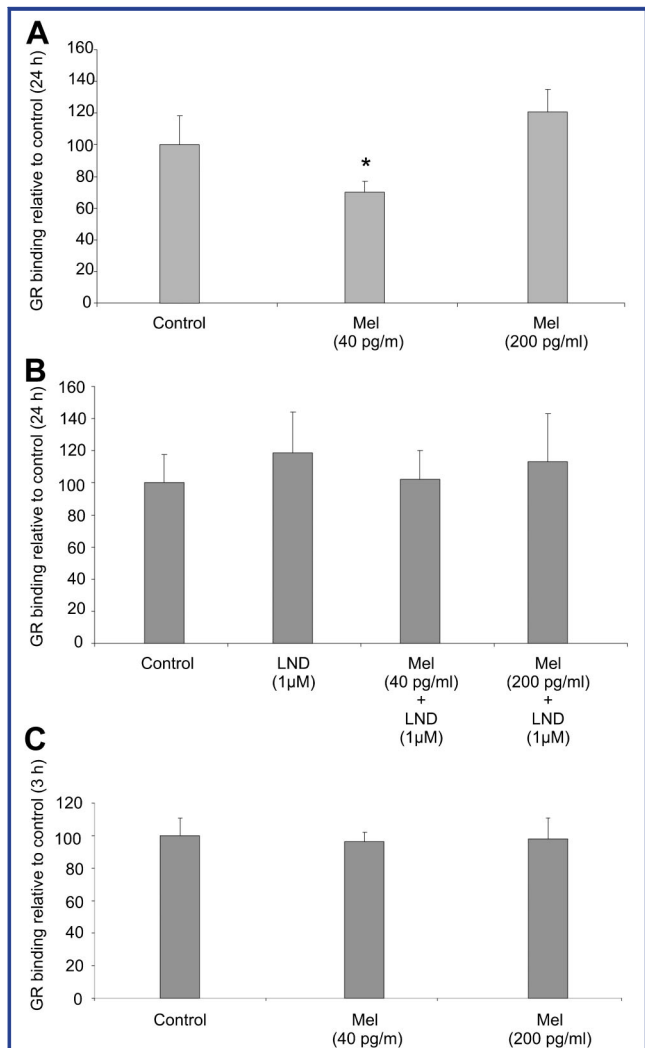 A
GR binding relative to control (24 h)
160
140
120
100
80
60
40
20
0
*
Control
Mel
(40 pg/m)
Mel
(200 pg/ml)
B
GR binding relative to control (24 h)
160
140
120
100
80
60
40
20
0
Control
LND
(1µM)
Mel
(40 pg/ml)
+
LND
(1µM)
Mel
(200 pg/ml)
+
LND
(1µM)
C
GR binding relative to control (3 h)
120
100
80
60
40
20
0
Control
Mel
(40 pg/m)
Mel
(200 pg/ml)